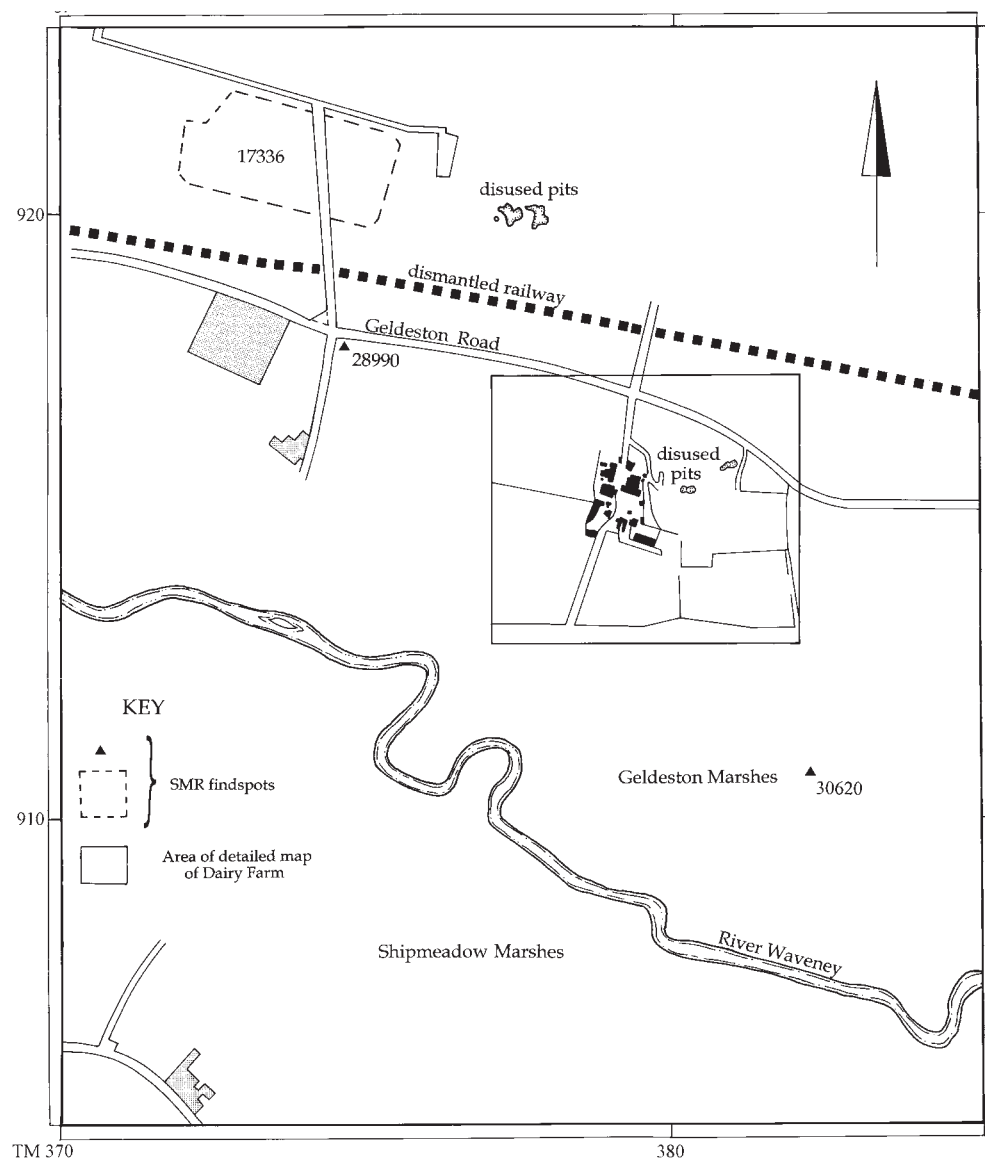 17336
disused pits
920
dismantled railway
Geldeston Road
28990
disused
pits
KEY
SMR findspots
Geldeston Marshes
30620
910
Area of detailed map
of Dairy Farm
Shipmeadow Marshes
River Waveney
TM 370
380